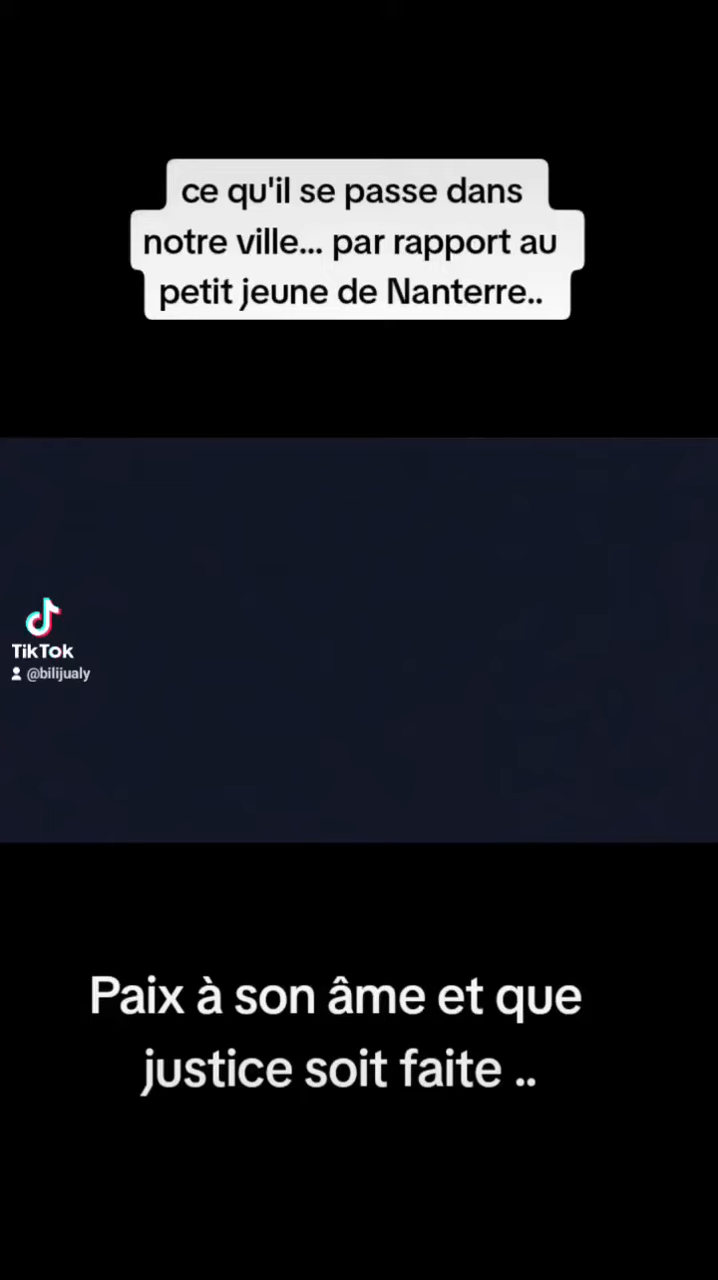 ce qu'il se passe dans
notre ville... par rapport au
petit jeune de Nanterre..
TikTok
@bilijualy
Paix à son âme et que
justice soit faite ..